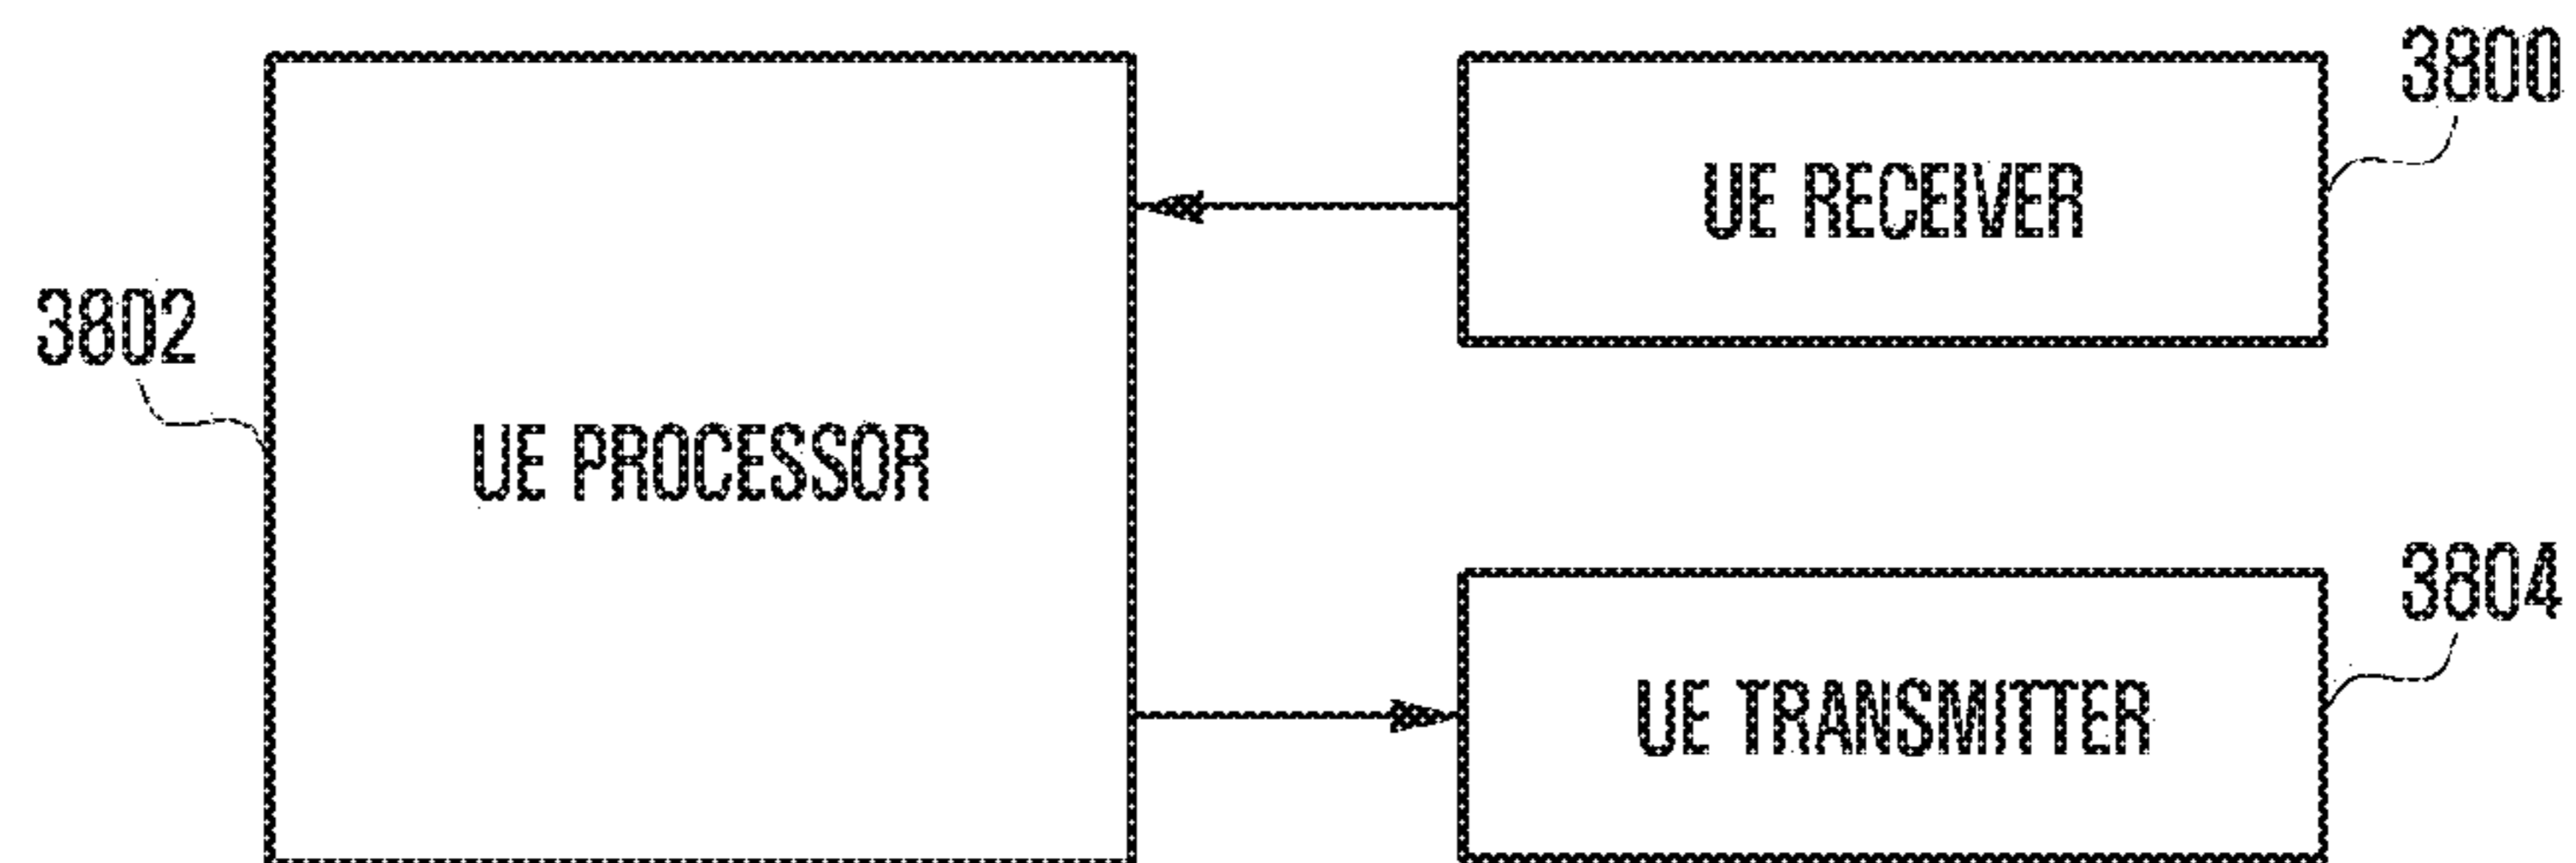 3800
UE RECEIVER
3802
UE PROCESSOR
3804
UE TRANSMITTER